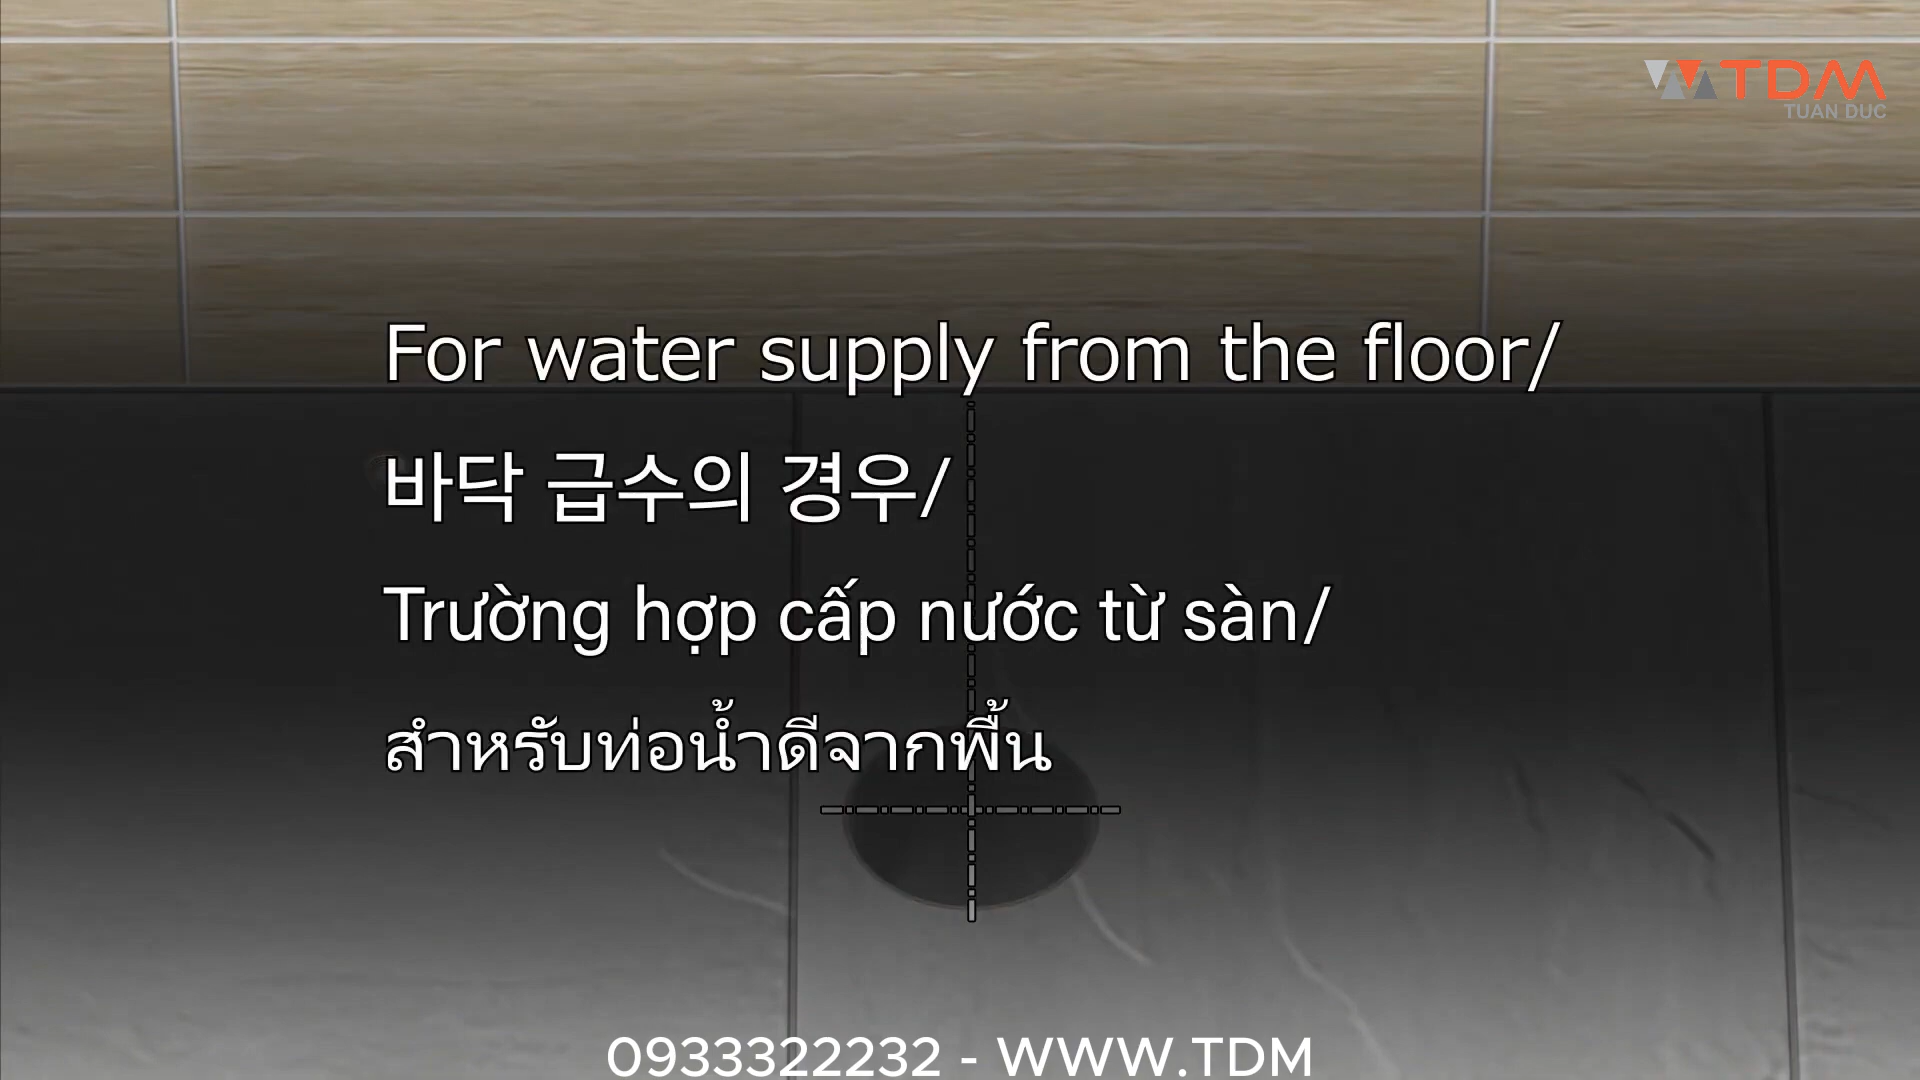 TDM
TUAN DUC
For water supply from the floor/
바닥 급수의 경우/
Trường hợp cấp nước từ sàn/
สำหรับท่อน้ำดีจากพื้น
0933322232 - WWW.TDM